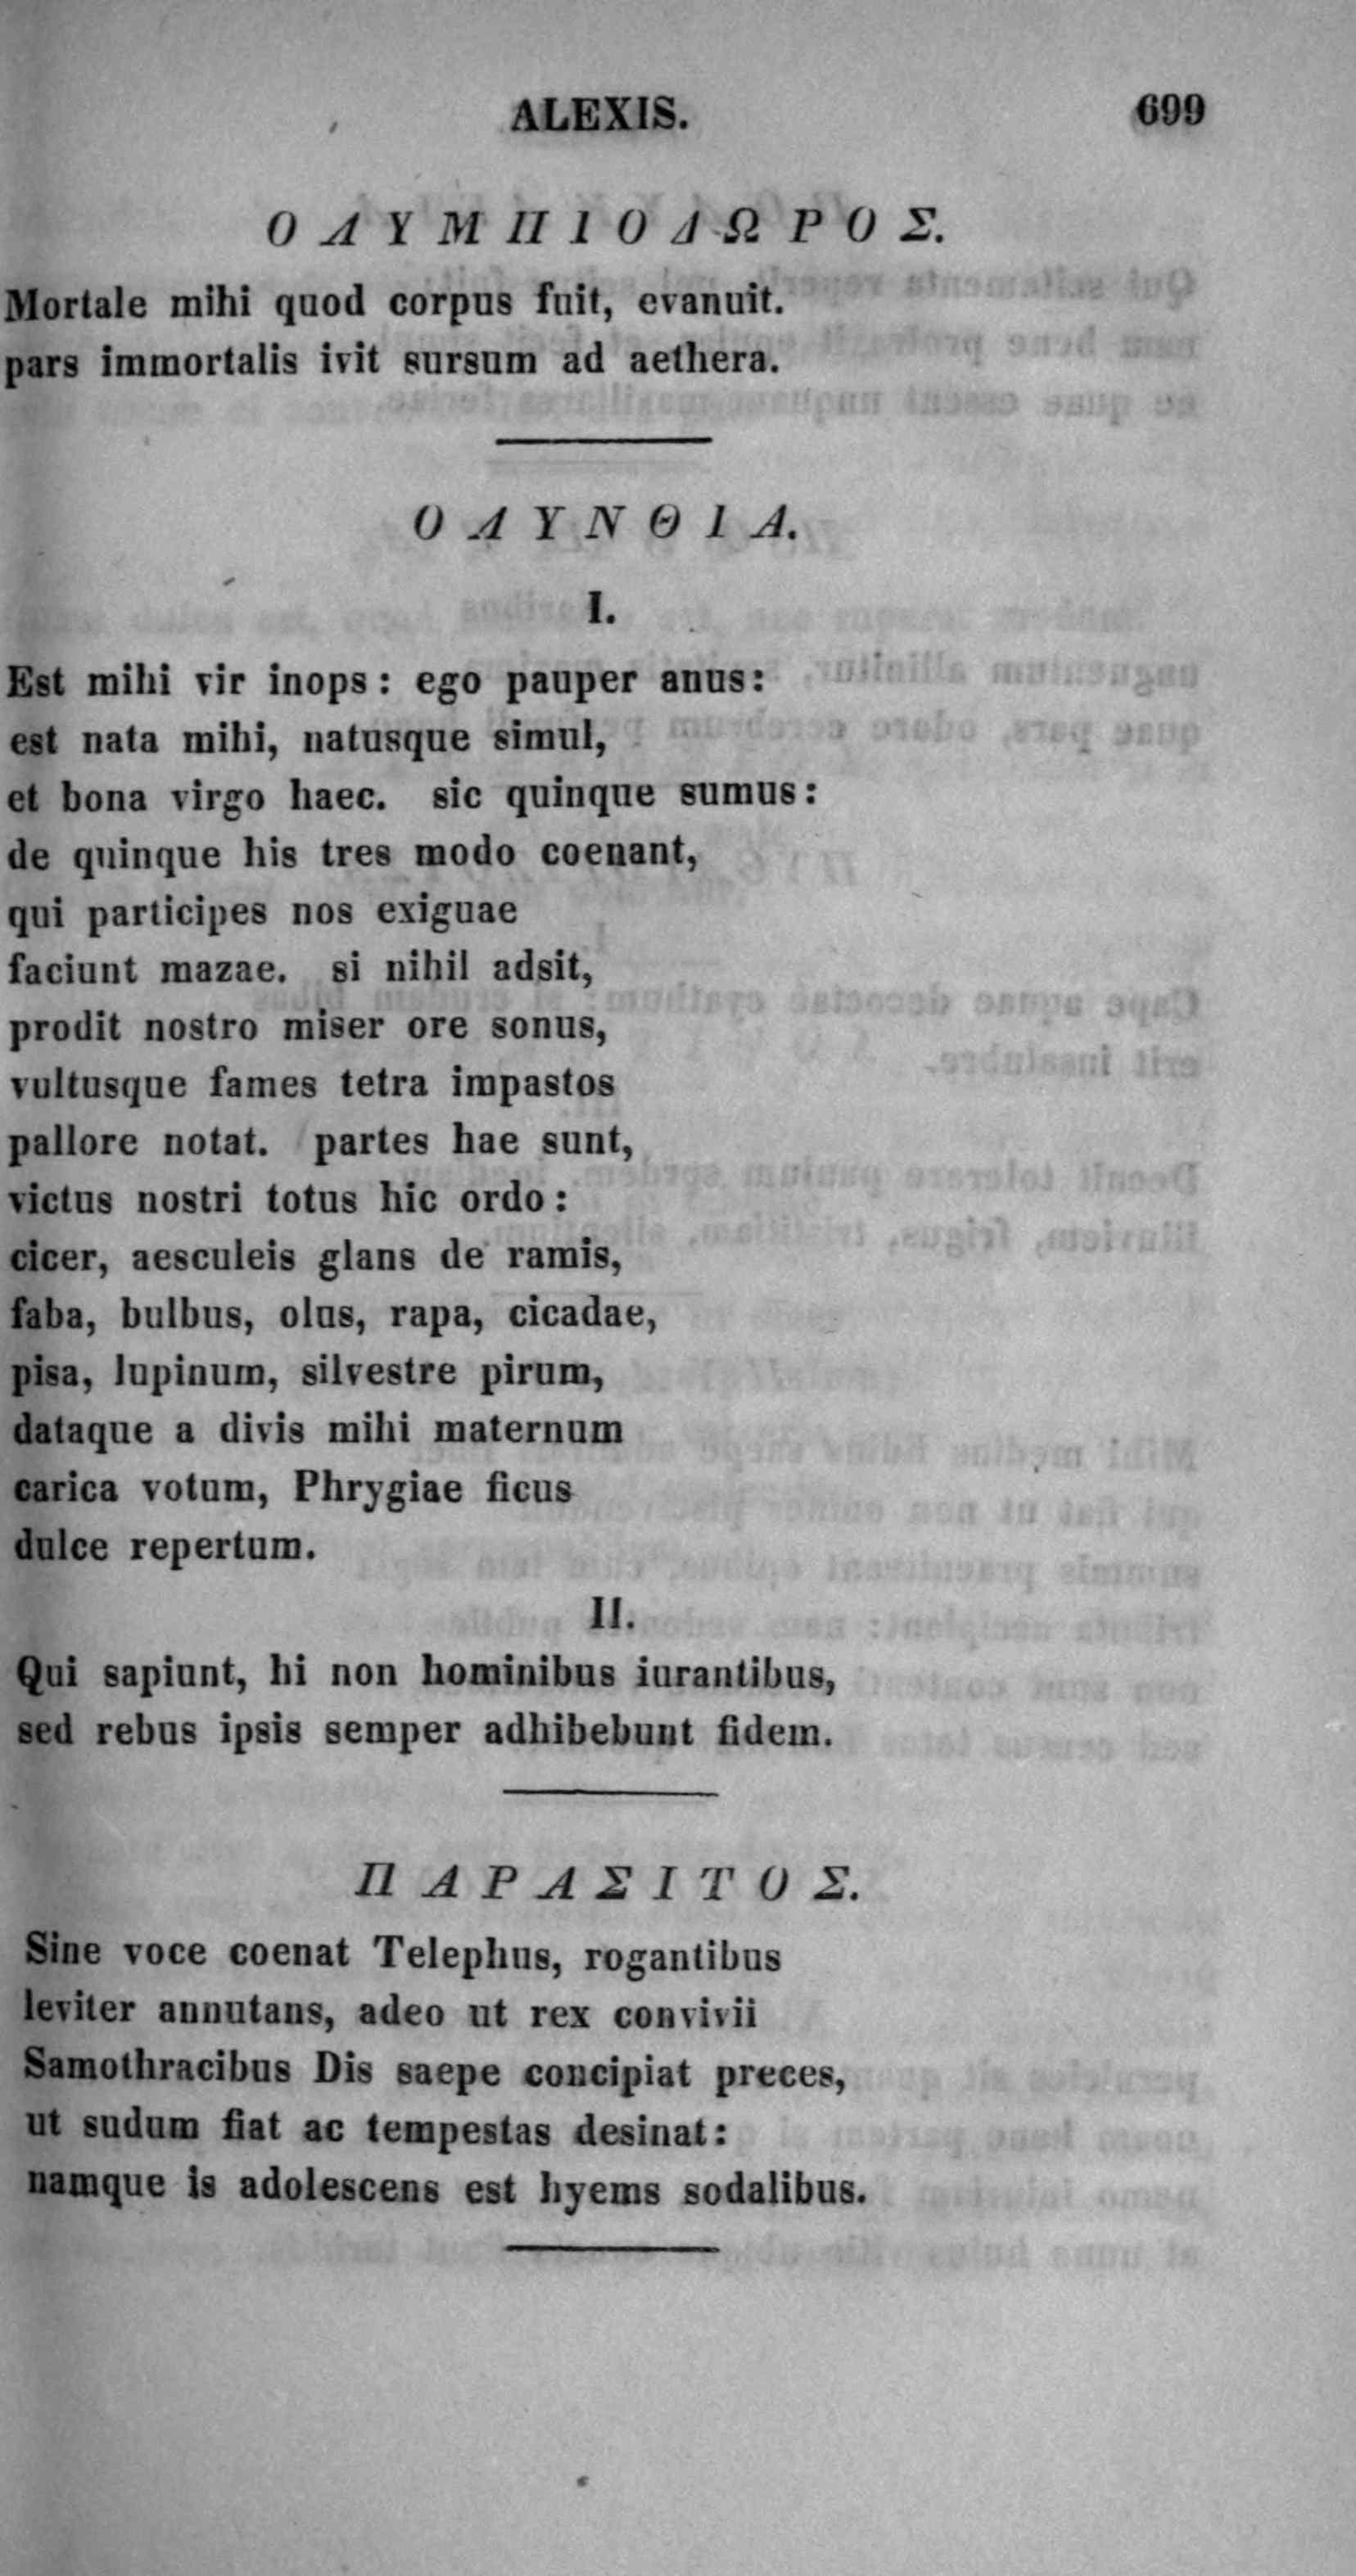 ALEXIS. 699
ΟΛΥΜΠΙΟΔΩΡΟΣ.
Mortale mihi quod corpus fuit, evanuit.
pars immortalis ivit sursum ad aethera.
ΟΛΥΝΘΙΑ.
I.
Est mihi vir inops: ego pauper anus:
est nata mihi, natusque simul,
et bona virgo haec. sic quinque sumus:
de quinque his tres modo coenant,
qui participes nos exiguae
faciunt mazae. si nihil adsit,
prodit nostro miser ore sonus,
vultusque fames tetra impastos
pallore notat. partes hae sunt,
victus nostri totus hic ordo:
cicer, aesculeis glans de ramis,
faba, bulbus, olus, rapa, cicadae,
pisa, lupinum, silvestre pirum,
dataque a divis mihi maternum
carica votum, Phrygiae ficus
dulce repertum.
II.
Qui sapiunt, hi non hominibus iurantibus,
sed rebus ipsis semper adhibebunt fidem.
ΠΑΡΑΣΙΤΟΣ.
Sine voce coenat Telephus, rogantibus
leviter annutans, adeo ut rex convivii
Samothracibus Dis saepe concipiat preces,
ut sudum fiat ac tempestas desinat:
namque is adolescens est hyems sodalibus.